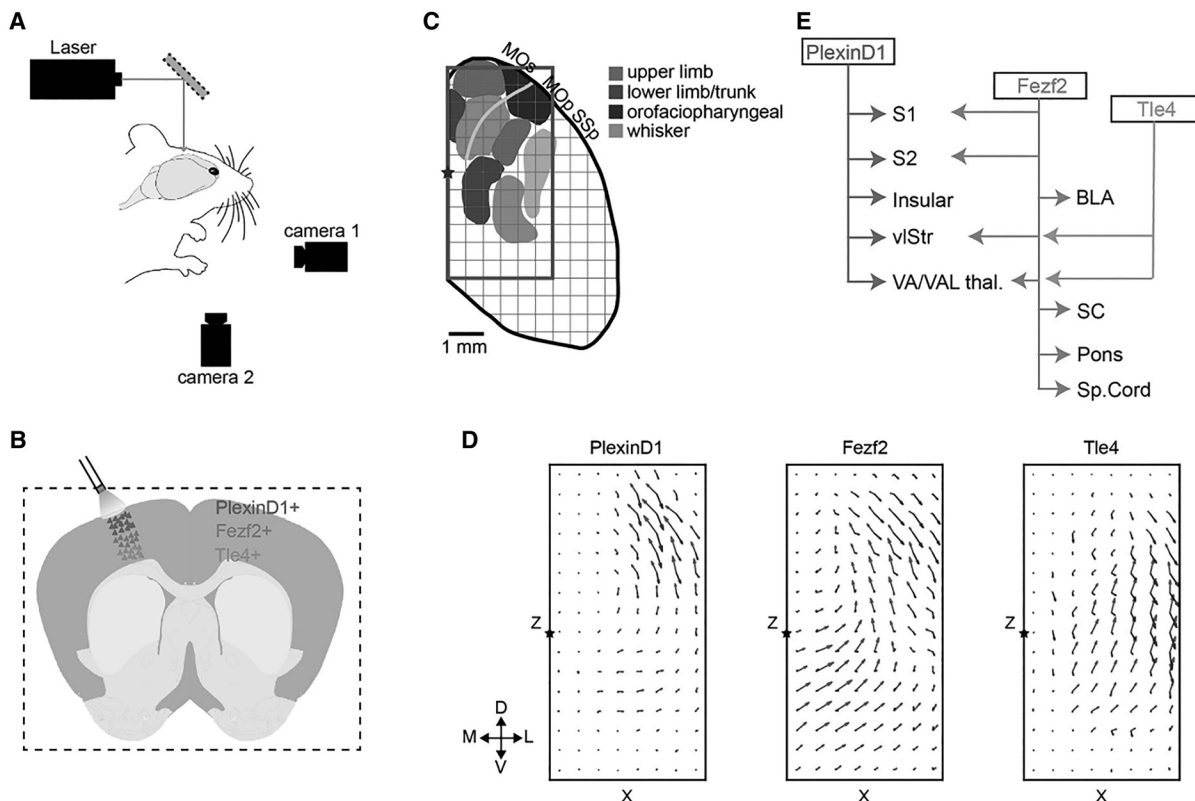 A
Laser
camera 1
camera 2
B
PlexinD1+
Fezf2+
Tle4+
C
MOs
MOp
SSp
upper limb
lower limb/trunk
orofaciopharyngeal
whisker
1 mm
E
PlexinD1
Fezf2
Tle4
S1
S2
Insular
BLA
vlStr
VA/VAL thal.
SC
Pons
Sp.Cord
D
PlexinD1
Fezf2
Tle4
Z
Z
Z
D
M
L
V
X
X
X